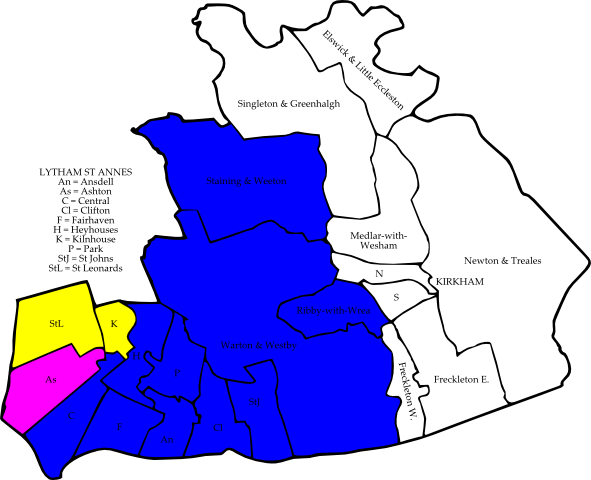 Elswick & Little Eccleston
Singleton & Greenhalgh
LYTHAM ST ANNES
An = Ansdell
As = Ashton
C = Central
Cl = Clifton
F = Fairhaven
H = Heyhouses
K = Kilnhouse
P = Park
StJ = St Johns
StL = St Leonards
Staining & Weeton
Medlar-with-
Wesham
Newton & Treales
N
KIRKHAM
S
Ribby-with-Wrea
StL
K
Warton & Westby
H
P
As
Freckleton E.
Freckleton W.
C
F
An
Cl
StJ